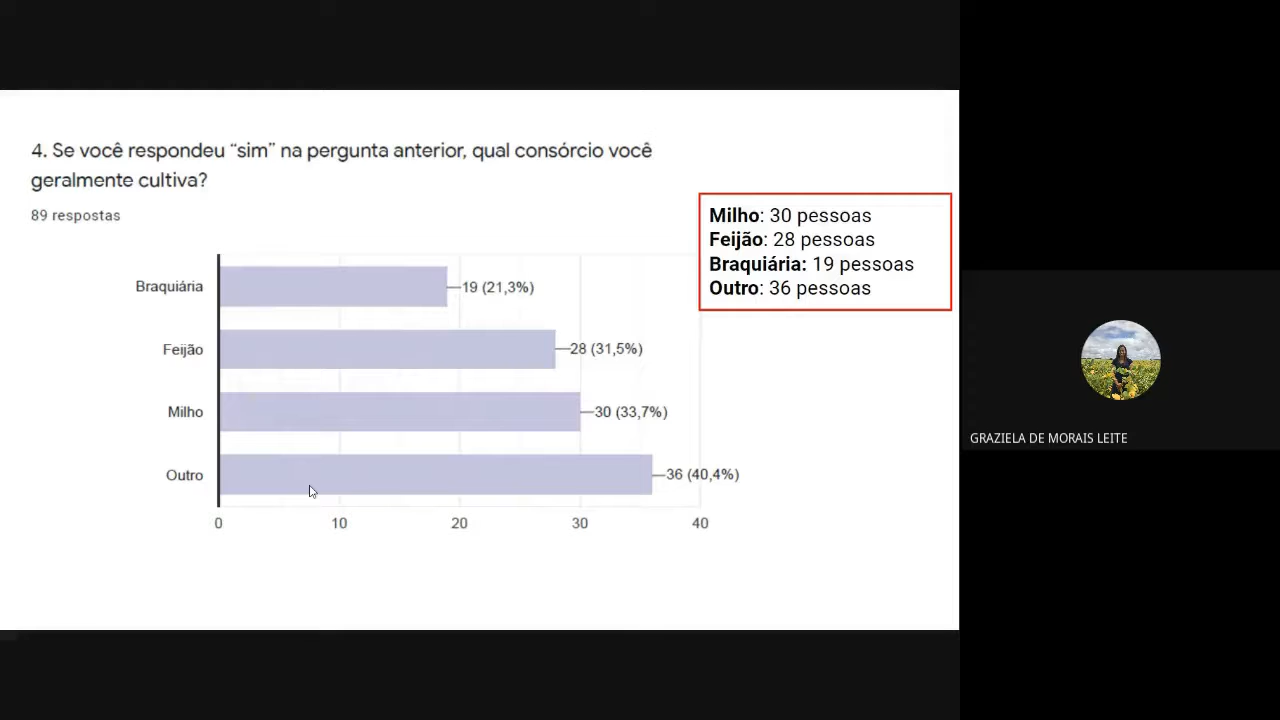 4. Se você respondeu “sim” na pergunta anterior, qual consórcio você
geralmente cultiva?
89 respostas
Milho: 30 pessoas
Feijão: 28 pessoas
Braquiária: 19 pessoas
Outro: 36 pessoas
Braquiária 19 (21,3%)
Feijão 28 (31,5%)
Milho 30 (33,7%)
Outro 36 (40,4%)
0 10 20 30 40
GRAZIELA DE MORAIS LEITE